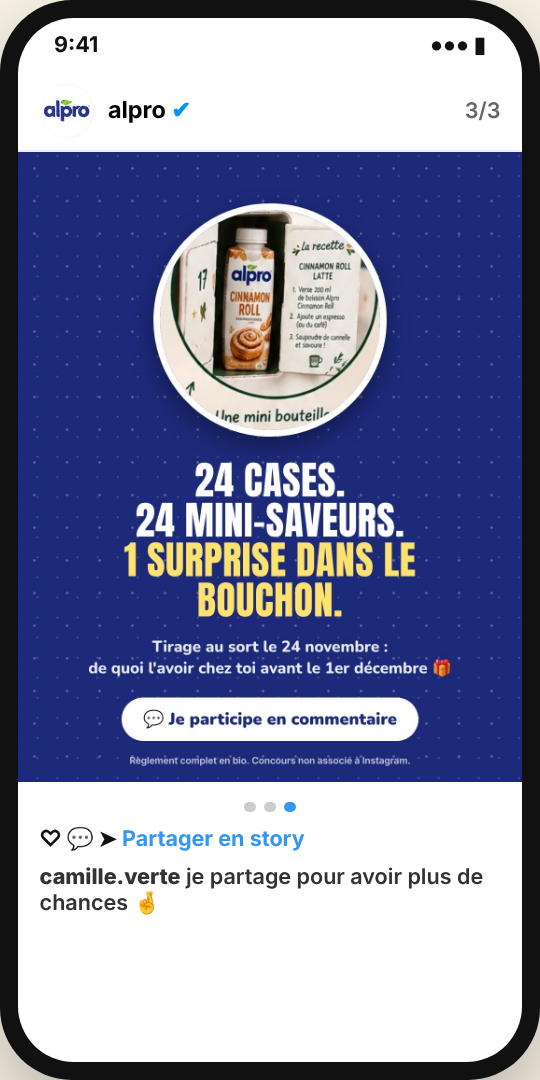 9:41
alpro
alpro ✔
3/3
17
alpro
CINNAMON
ROLL
la recette
CINNAMON ROLL
LATTE
1. Verse 200 ml
de boisson Alpro
Cinnamon Roll
2. Ajoute un espresso
(ou du café)
3. Saupoudre de cannelle
et savoure !
Une mini bouteille
24 CASES.
24 MINI-SAVEURS.
1 SURPRISE DANS LE
BOUCHON.
Tirage au sort le 24 novembre :
de quoi l'avoir chez toi avant le 1er décembre 🎁
💬 Je participe en commentaire
Règlement complet en bio. Concours non associé à Instagram.
Partager en story
camille.verte je partage pour avoir plus de
chances 🤞